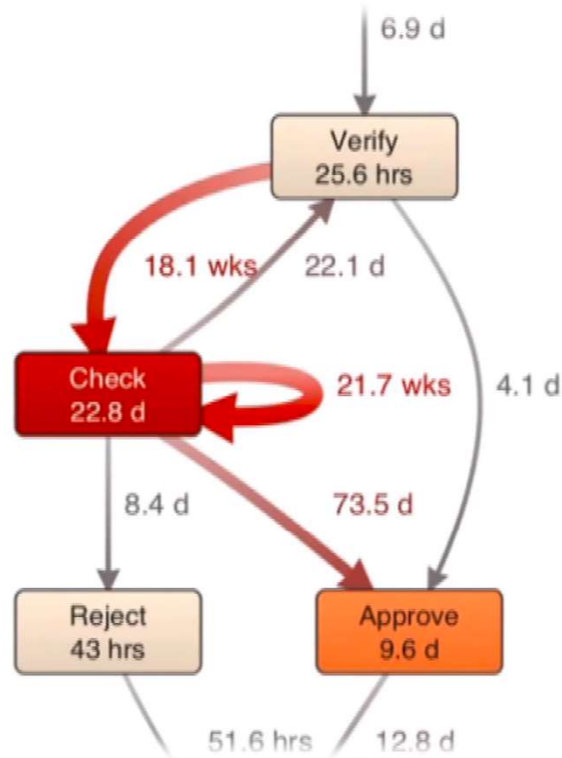 6.9 d
Verify
25.6 hrs
18.1 wks
22.1 d
Check
22.8 d
21.7 wks
4.1 d
8.4 d
73.5 d
Reject
43 hrs
Approve
9.6 d
51.6 hrs
12.8 d